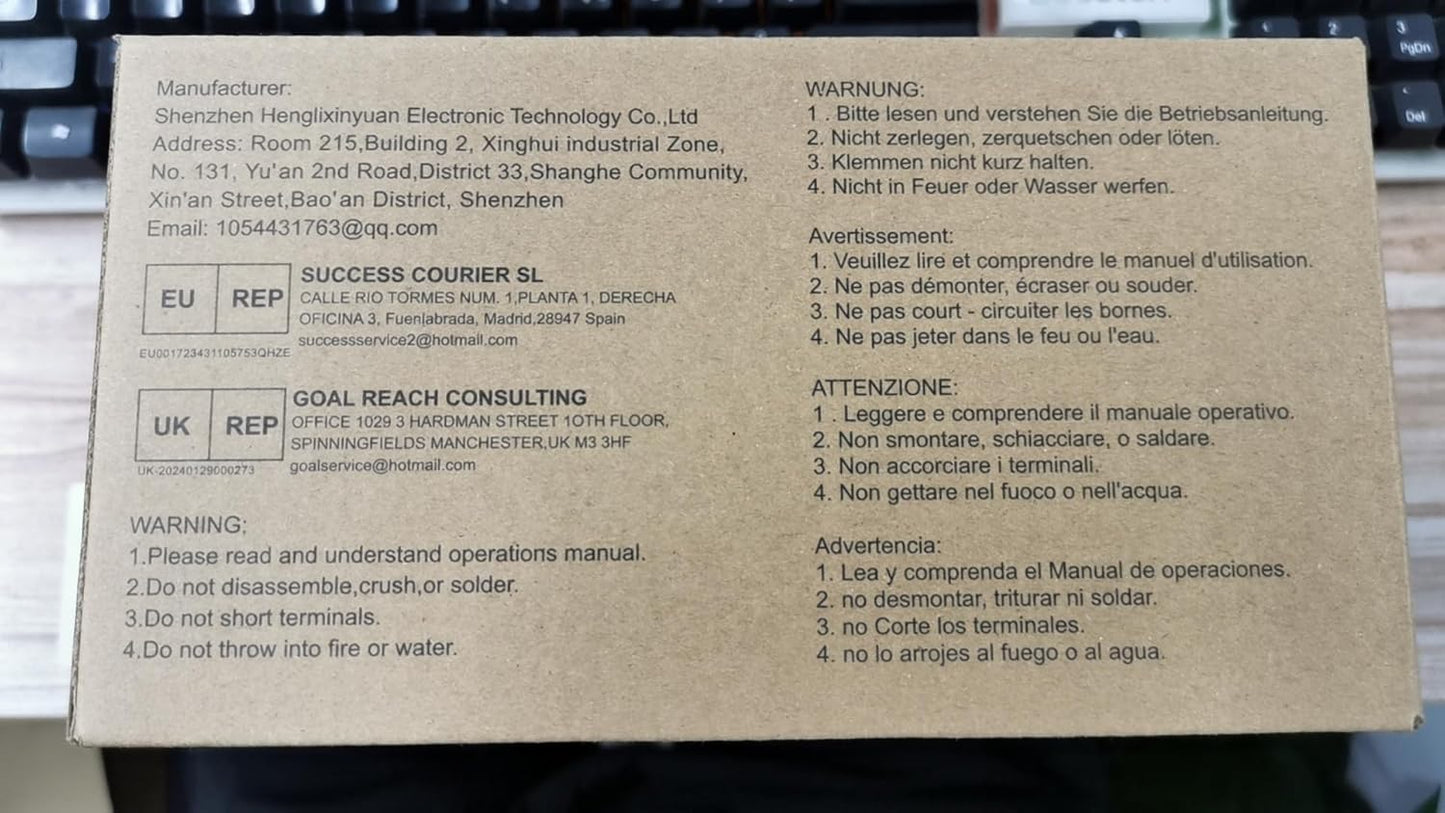 Manufacturer:
Shenzhen Henglixinyuan Electronic Technology Co.,Ltd
Address: Room 215,Building 2, Xinghui industrial Zone,
No. 131, Yu'an 2nd Road,District 33,Shanghe Community,
Xin'an Street,Bao'an District, Shenzhen
Email: 1054431763@qq.com
EU REP
SUCCESS COURIER SL
CALLE RIO TORMES NUM. 1,PLANTA 1, DERECHA
OFICINA 3, Fuenlabrada, Madrid,28947 Spain
successservice2@hotmail.com
EU001723431105753QHZE
UK REP
GOAL REACH CONSULTING
OFFICE 1029 3 HARDMAN STREET 1OTH FLOOR,
SPINNINGFIELDS MANCHESTER,UK M3 3HF
goalservice@hotmail.com
UK-20240129000273
WARNING:
1.Please read and understand operations manual.
2.Do not disassemble,crush,or solder.
3.Do not short terminals.
4.Do not throw into fire or water.
WARNUNG:
1 . Bitte lesen und verstehen Sie die Betriebsanleitung.
2. Nicht zerlegen, zerquetschen oder löten.
3. Klemmen nicht kurz halten.
4. Nicht in Feuer oder Wasser werfen.
Avertissement:
1. Veuillez lire et comprendre le manuel d'utilisation.
2. Ne pas démonter, écraser ou souder.
3. Ne pas court - circuiter les bornes.
4. Ne pas jeter dans le feu ou l'eau.
ATTENZIONE:
1 . Leggere e comprendere il manuale operativo.
2. Non smontare, schiacciare, o saldare.
3. Non accorciare i terminali.
4. Non gettare nel fuoco o nell'acqua.
Advertencia:
1. Lea y comprenda el Manual de operaciones.
2. no desmontar, triturar ni soldar.
3. no Corte los terminales.
4. no lo arrojes al fuego o al agua.
1
2
3
PgDn
Del